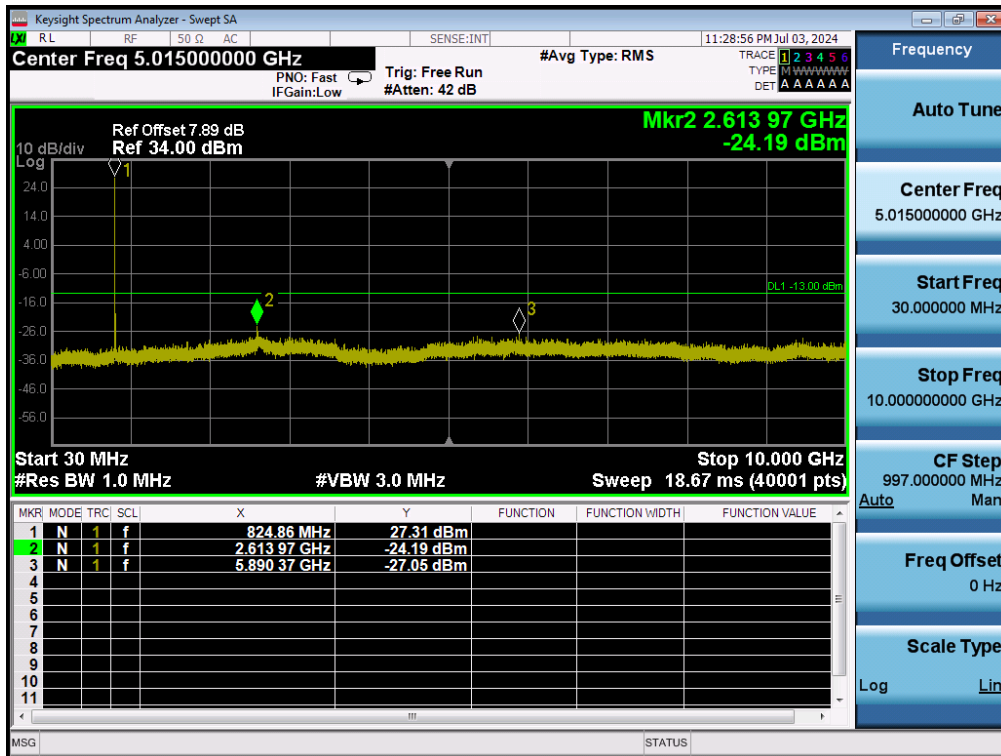 Keysight Spectrum Analyzer - Swept SA
LXI RL RF 50 Ω AC SENSE:INT 11:28:56 PM Jul 03, 2024
Center Freq 5.015000000 GHz #Avg Type: RMS TRACE 1 2 3 4 5 6
PNO: Fast Trig: Free Run TYPE M WWWWW
IFGain:Low #Atten: 42 dB DET A A A A A A
Mkr2 2.613 97 GHz
Ref Offset 7.89 dB
10 dB/div Ref 34.00 dBm -24.19 dBm
Log
1
24.0
14.0
4.00
-6.00
DL1 -13.00 dBm
-16.0 2 3
-26.0
-36.0
-46.0
-56.0
Start 30 MHz Stop 10.000 GHz
#Res BW 1.0 MHz #VBW 3.0 MHz Sweep 18.67 ms (40001 pts)
MKR MODE TRC SCL X Y FUNCTION FUNCTION WIDTH FUNCTION VALUE
1 N 1 f 824.86 MHz 27.31 dBm
2 N 1 f 2.613 97 GHz -24.19 dBm
3 N 1 f 5.890 37 GHz -27.05 dBm
4
5
6
7
8
9
10
11
MSG STATUS
Frequency
Auto Tune
Center Freq
5.015000000 GHz
Start Freq
30.000000 MHz
Stop Freq
10.000000000 GHz
CF Step
997.000000 MHz
Auto Man
Freq Offset
0 Hz
Scale Type
Log Lin